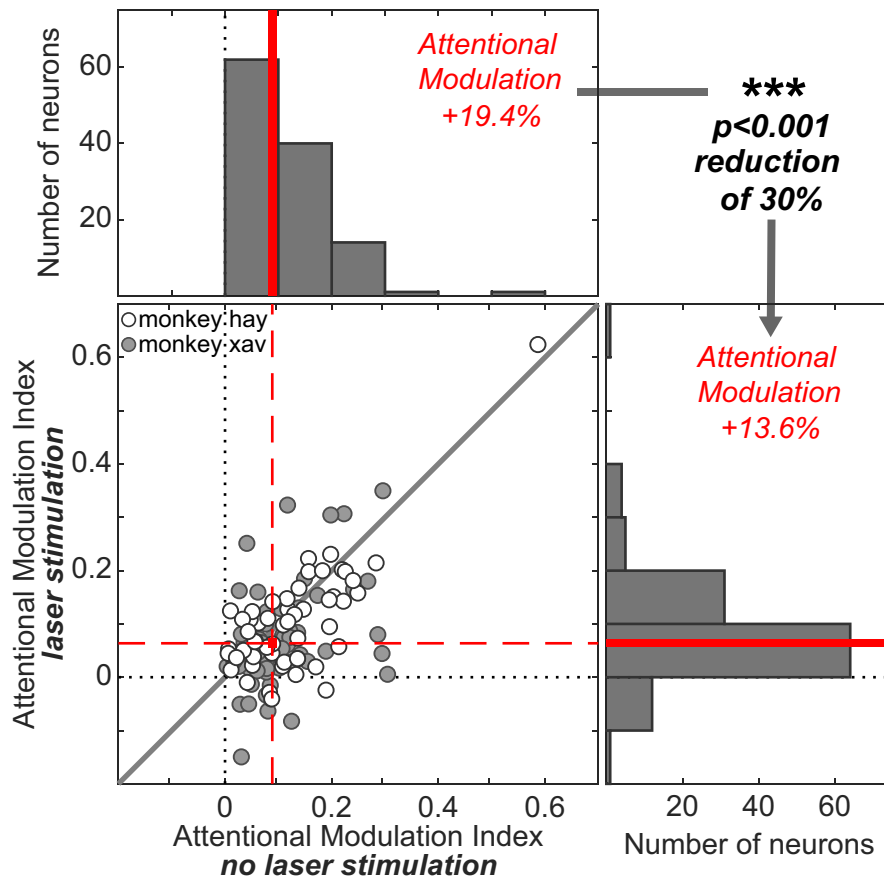 Number of neurons
60
40
20
Attentional
Modulation
+19.4%
***
p<0.001
reduction
of 30%
monkey hay
monkey xav
Attentional Modulation Index
laser stimulation
0.6
0.4
0.2
0
0
0.2
0.4
0.6
Attentional Modulation Index
no laser stimulation
Attentional
Modulation
+13.6%
20
40
60
Number of neurons